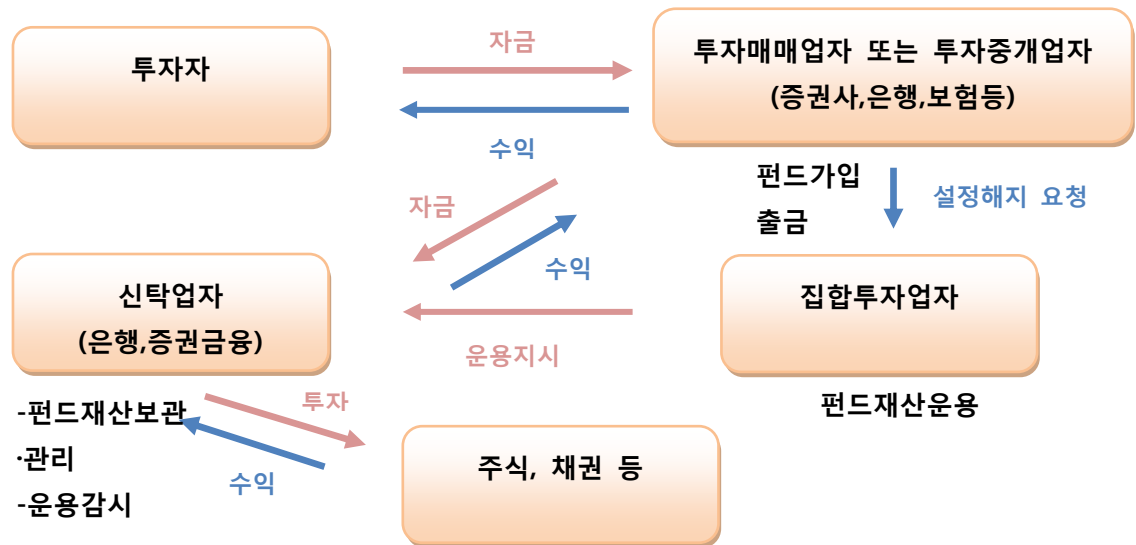 투자자
자금
수익
투자매매업자 또는 투자중개업자
(증권사,은행,보험등)
펀드가입
출금
설정해지 요청
자금
수익
신탁업자
(은행,증권금융)
운용지시
집합투자업자
펀드재산운용
-펀드재산보관
·관리
-운용감시
투자
수익
주식, 채권 등